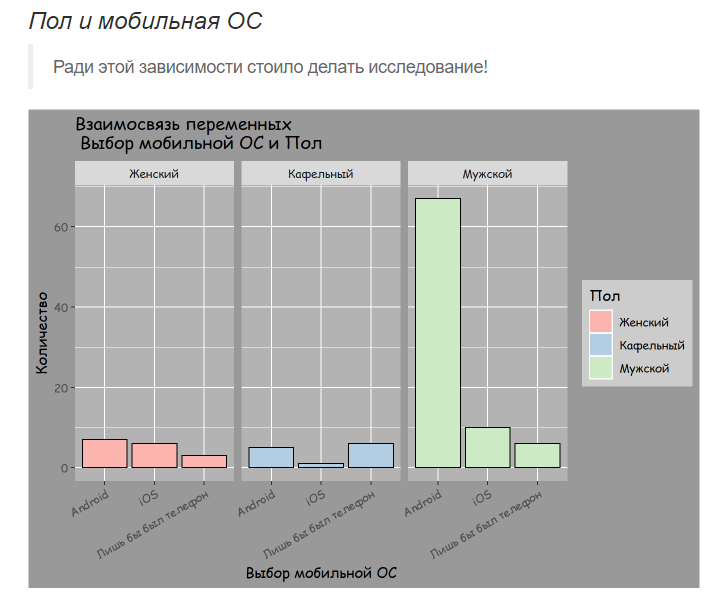 Пол и мобильная ОС
Ради этой зависимости стоило делать исследование!
Взаимосвязь переменных
Выбор мобильной ОС и Пол
Женский
Кафельный
Мужской
Количество
60
40
20
0
Android
iOS
Лишь бы был телефон
Android
iOS
Лишь бы был телефон
Android
iOS
Лишь бы был телефон
Выбор мобильной ОС
Пол
Женский
Кафельный
Мужской